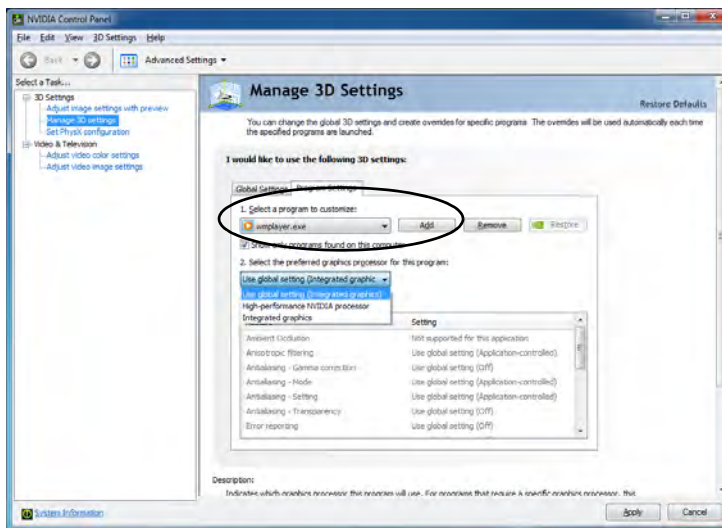 NVIDIA Control Panel
File Edit View 3D Settings Help
Back Advanced Settings
Select a Task...
3D Settings
Adjust image settings with preview
Manage 3D settings
Set PhysX configuration
Video & Television
Adjust video color settings
Adjust video image settings
Manage 3D Settings
Restore Defaults
You can change the global 3D settings and create overrides for specific programs. The overrides will be used automatically each time
the specified programs are launched.
I would like to use the following 3D settings:
Global Settings Program Settings
1. Select a program to customize:
wmplayer.exe Add Remove Restore
Show only programs found on this computer
2. Select the preferred graphics processor for this program:
Use global setting (Integrated graphic
Use global setting (Integrated graphics)
High-performance NVIDIA processor
Integrated graphics
Setting
Ambient Occlusion Not supported for this application
Anisotropic filtering Use global setting (Application-controlled)
Antialiasing - Gamma correction Use global setting (Off)
Antialiasing - Mode Use global setting (Application-controlled)
Antialiasing - Setting Use global setting (Application-controlled)
Antialiasing - Transparency Use global setting (Off)
Error reporting Use global setting (Off)
Description:
Indicates which graphics processor this program will use. For programs that require a specific graphics processor, this
System Information Apply Cancel